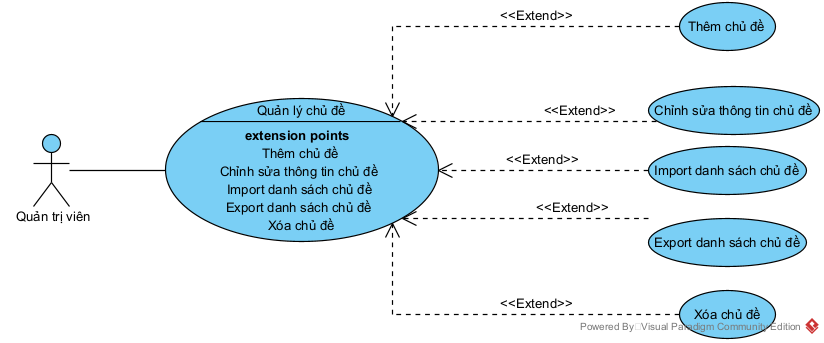 <<Extend>>
Thêm chủ đề
Quản lý chủ đề
extension points
Thêm chủ đề
Chỉnh sửa thông tin chủ đề
Import danh sách chủ đề
Export danh sách chủ đề
Xóa chủ đề
Quản trị viên
<<Extend>>
Chỉnh sửa thông tin chủ đề
<<Extend>>
Import danh sách chủ đề
<<Extend>>
Export danh sách chủ đề
<<Extend>>
Xóa chủ đề
Powered By Visual Paradigm Community Edition